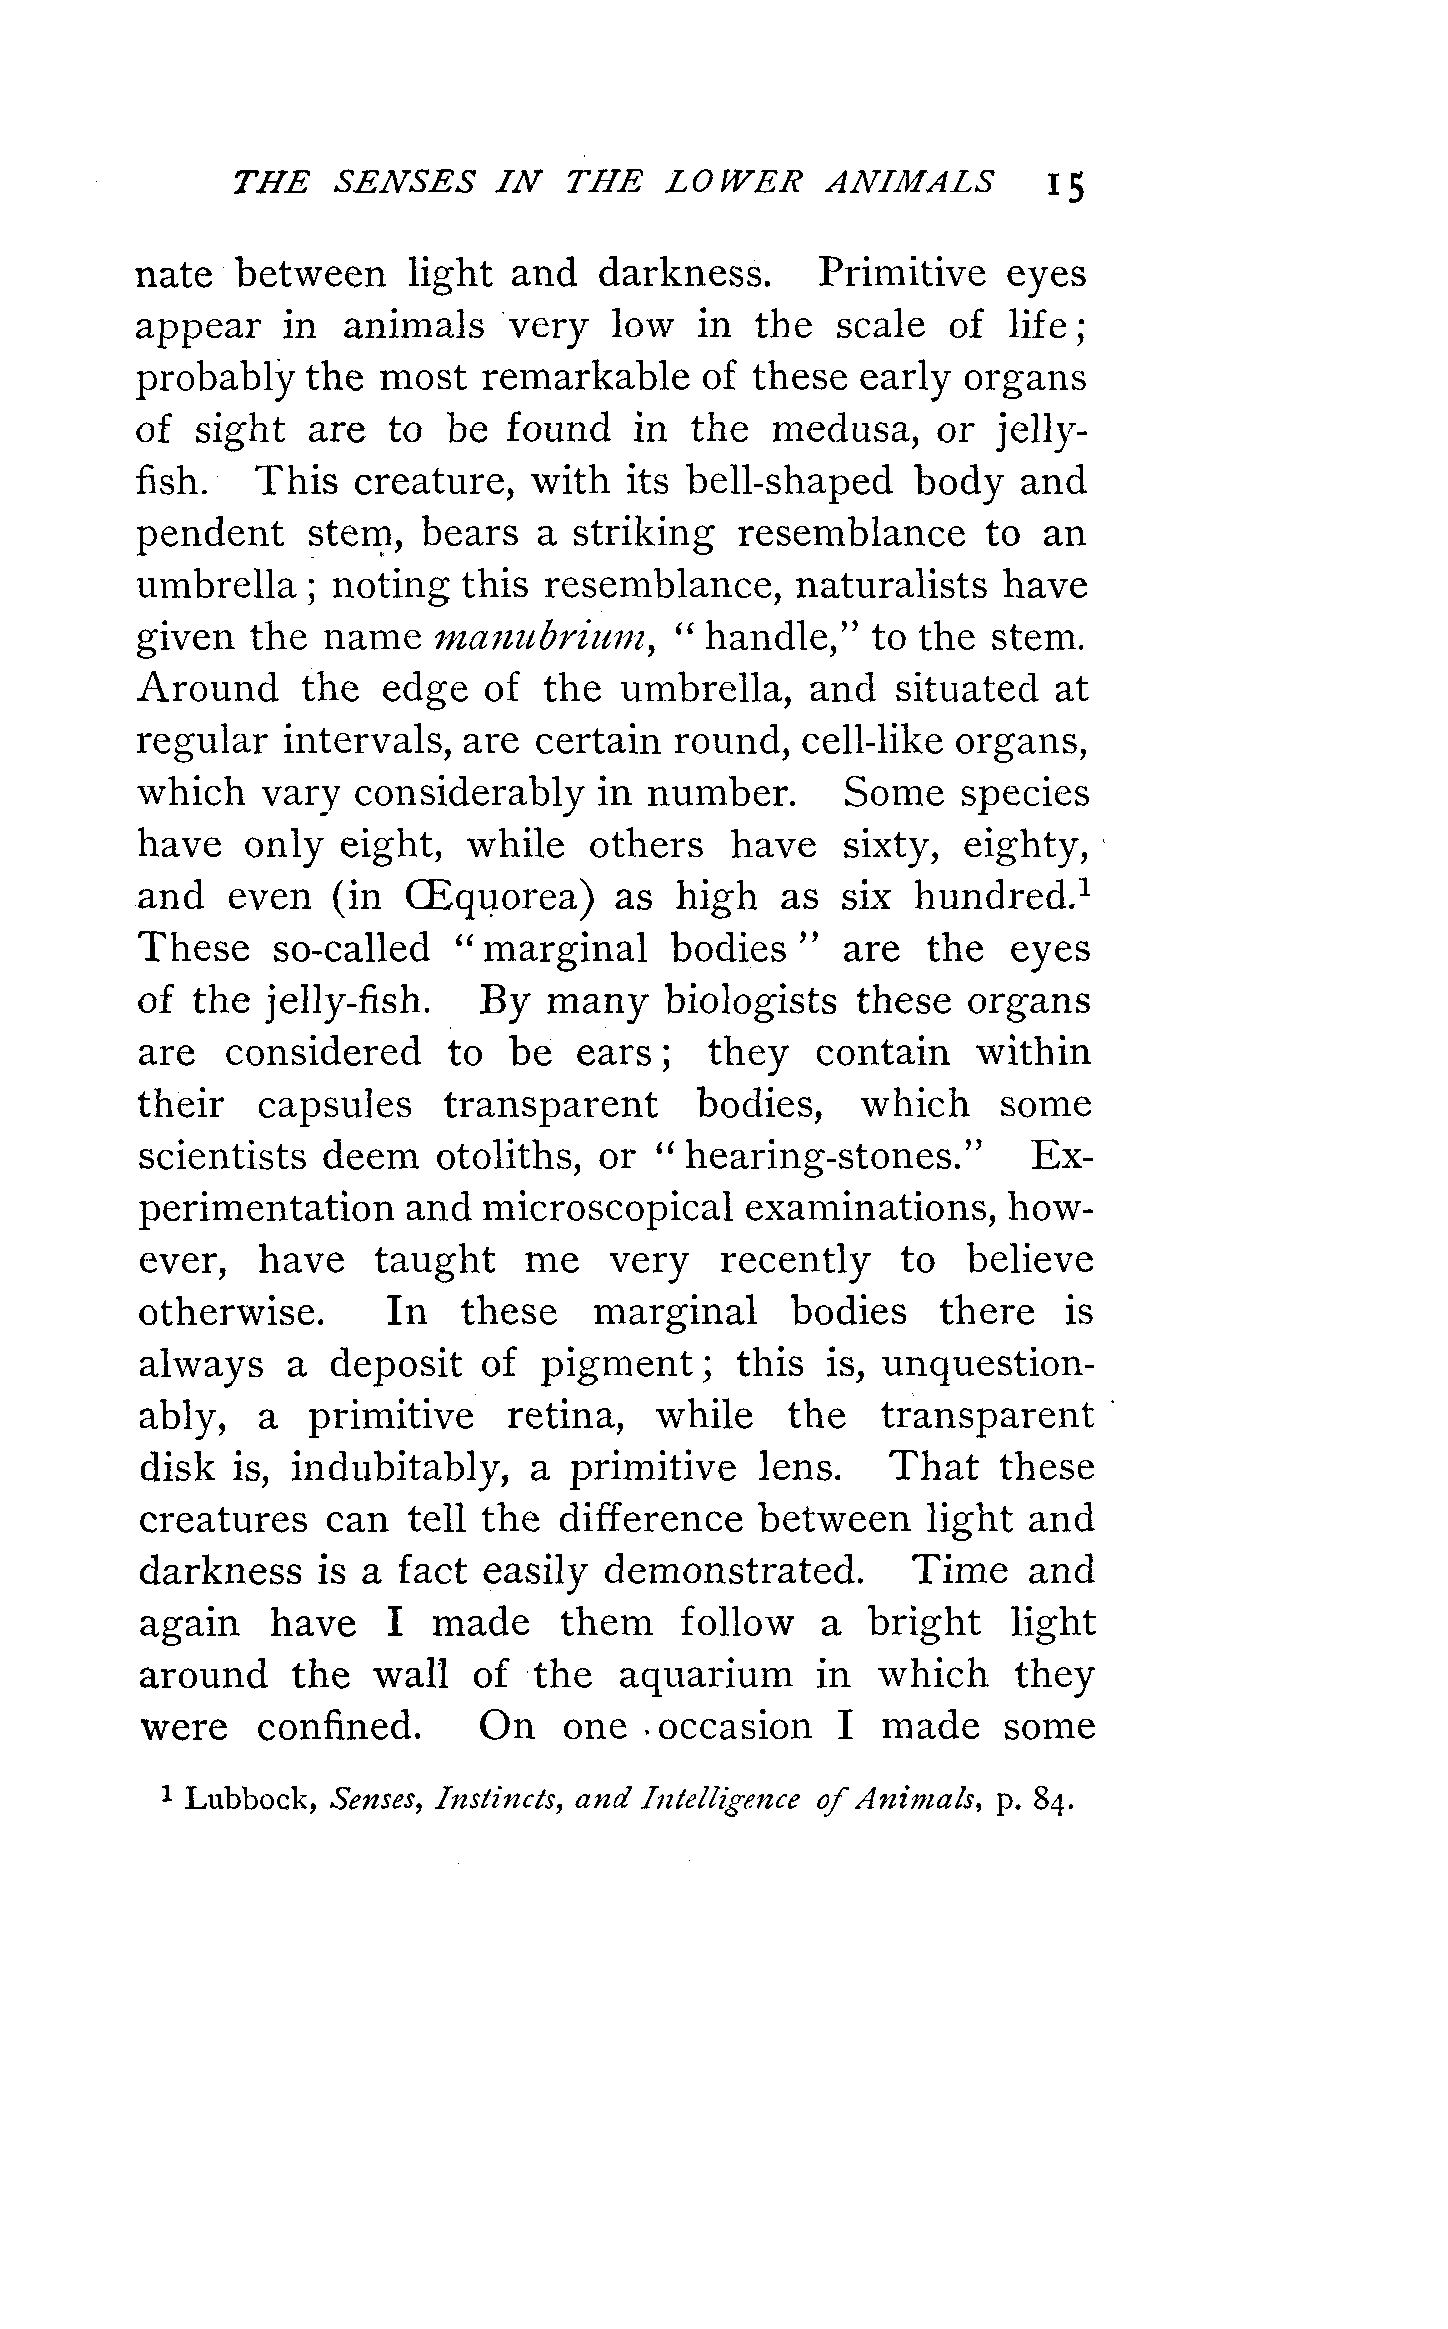 THE SENSES IN THE LOWER ANIMALS 15
nate between light and darkness. Primitive eyes
appear in animals very low in the scale of life;
probably the most remarkable of these early organs
of sight are to be found in the medusa, or jelly-
fish. This creature, with its bell-shaped body and
pendent stem, bears a striking resemblance to an
umbrella; noting this resemblance, naturalists have
given the name manubrium, “handle,” to the stem.
Around the edge of the umbrella, and situated at
regular intervals, are certain round, cell-like organs,
which vary considerably in number. Some species
have only eight, while others have sixty, eighty,
and even (in Œquorea) as high as six hundred.¹
These so-called “marginal bodies” are the eyes
of the jelly-fish. By many biologists these organs
are considered to be ears; they contain within
their capsules transparent bodies, which some
scientists deem otoliths, or “hearing-stones.” Ex-
perimentation and microscopical examinations, how-
ever, have taught me very recently to believe
otherwise. In these marginal bodies there is
always a deposit of pigment; this is, unquestion-
ably, a primitive retina, while the transparent
disk is, indubitably, a primitive lens. That these
creatures can tell the difference between light and
darkness is a fact easily demonstrated. Time and
again have I made them follow a bright light
around the wall of the aquarium in which they
were confined. On one occasion I made some
¹ Lubbock, Senses, Instincts, and Intelligence of Animals, p. 84.